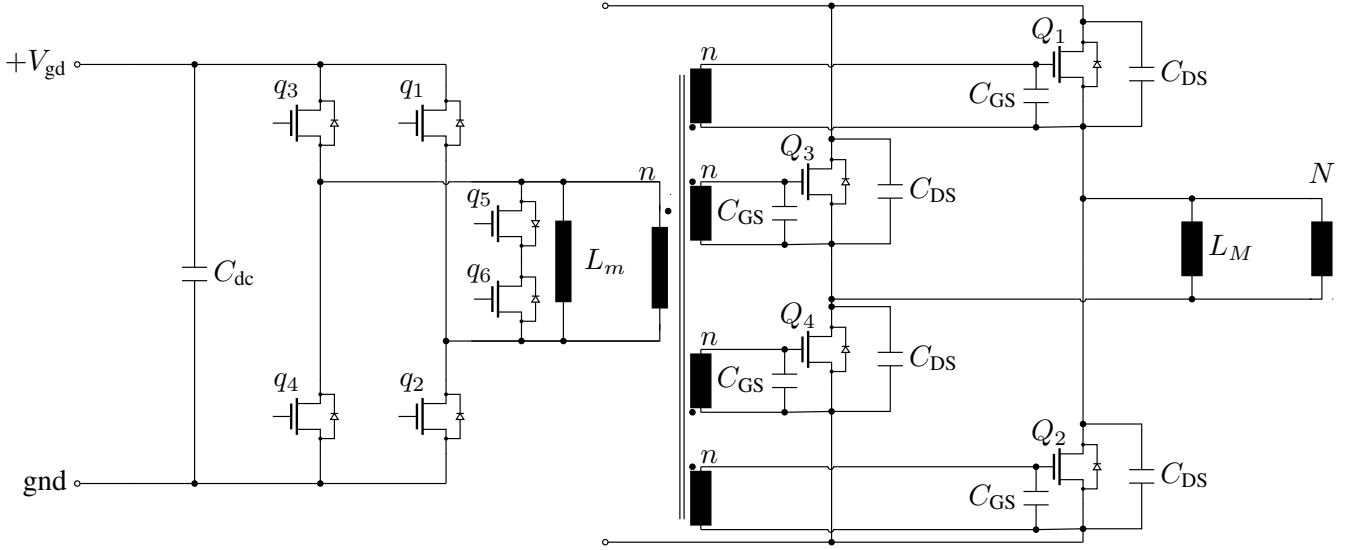 +V_gd
gnd
C_dc
q_3
q_1
q_4
q_2
q_5
q_6
L_m
n
n
C_GS
Q_1
C_DS
n
C_GS
Q_3
C_DS
n
C_GS
Q_4
C_DS
n
C_GS
Q_2
C_DS
L_M
N